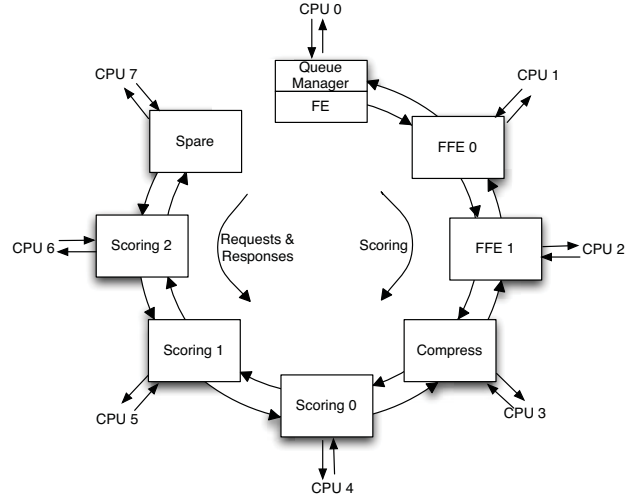 CPU 0
Queue
Manager
FE
CPU 7
CPU 1
Spare
FFE 0
CPU 6
Scoring 2
Requests &
Responses
Scoring
FFE 1
CPU 2
Scoring 1
Compress
CPU 5
Scoring 0
CPU 3
CPU 4